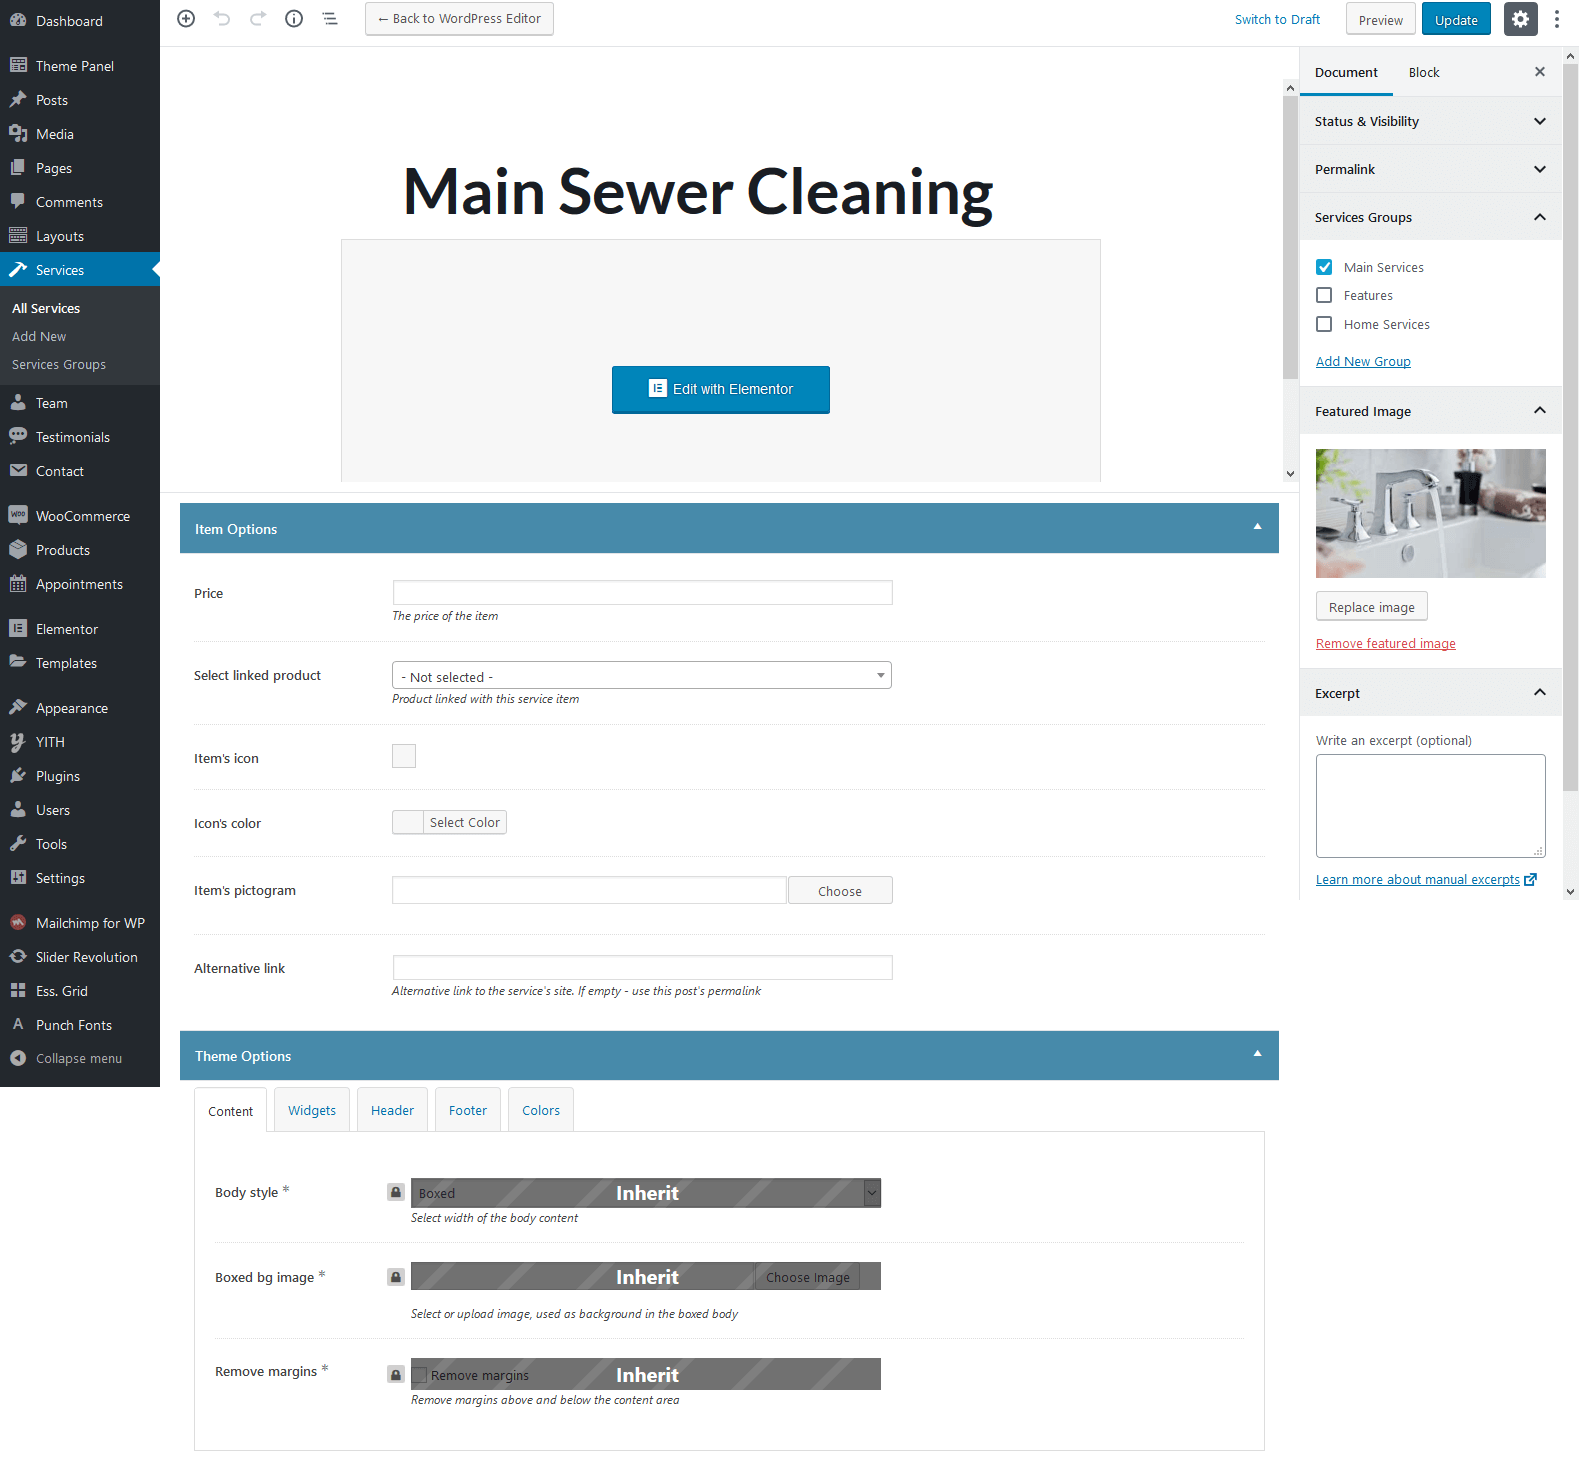 Dashboard
Theme Panel
Posts
Media
Pages
Comments
Layouts
Services
All Services
Add New
Services Groups
Team
Testimonials
Contact
WooCommerce
Products
Appointments
Elementor
Templates
Appearance
YITH
Plugins
Users
Tools
Settings
Mailchimp for WP
Slider Revolution
Ess. Grid
Punch Fonts
Collapse menu
← Back to WordPress Editor
Switch to Draft
Preview
Update
Main Sewer Cleaning
Edit with Elementor
Item Options
Price
The price of the item
Select linked product
- Not selected -
Product linked with this service item
Item's icon
Icon's color
Select Color
Item's pictogram
Choose
Alternative link
Alternative link to the service's site. If empty - use this post's permalink
Theme Options
Content
Widgets
Header
Footer
Colors
Body style *
Boxed
Inherit
Select width of the body content
Boxed bg image *
Inherit
Choose Image
Select or upload image, used as background in the boxed body
Remove margins *
Remove margins
Inherit
Remove margins above and below the content area
Document
Block
Status & Visibility
Permalink
Services Groups
Main Services
Features
Home Services
Add New Group
Featured Image
Replace image
Remove featured image
Excerpt
Write an excerpt (optional)
Learn more about manual excerpts